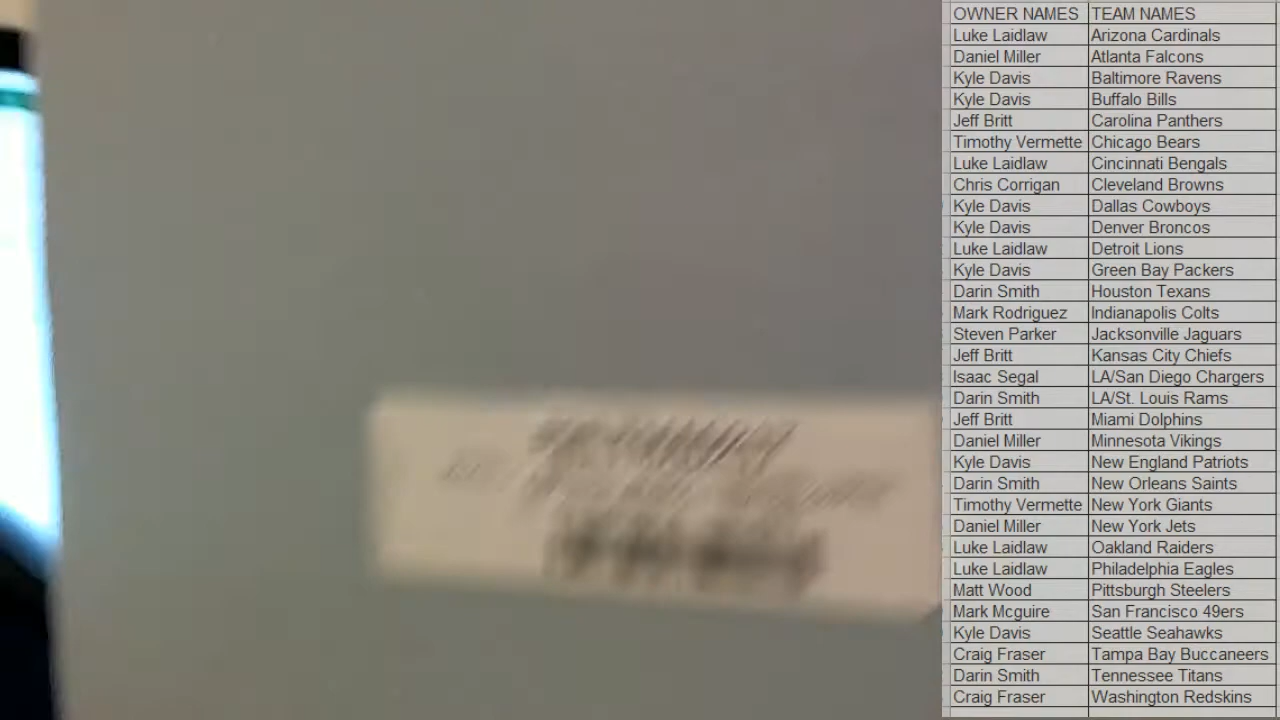 OWNER NAMES TEAM NAMES
Luke Laidlaw Arizona Cardinals
Daniel Miller Atlanta Falcons
Kyle Davis Baltimore Ravens
Kyle Davis Buffalo Bills
Jeff Britt Carolina Panthers
Timothy Vermette Chicago Bears
Luke Laidlaw Cincinnati Bengals
Chris Corrigan Cleveland Browns
Kyle Davis Dallas Cowboys
Kyle Davis Denver Broncos
Luke Laidlaw Detroit Lions
Kyle Davis Green Bay Packers
Darin Smith Houston Texans
Mark Rodriguez Indianapolis Colts
Steven Parker Jacksonville Jaguars
Jeff Britt Kansas City Chiefs
Isaac Segal LA/San Diego Chargers
Darin Smith LA/St. Louis Rams
Jeff Britt Miami Dolphins
Daniel Miller Minnesota Vikings
Kyle Davis New England Patriots
Darin Smith New Orleans Saints
Timothy Vermette New York Giants
Daniel Miller New York Jets
Luke Laidlaw Oakland Raiders
Luke Laidlaw Philadelphia Eagles
Matt Wood Pittsburgh Steelers
Mark Mcguire San Francisco 49ers
Kyle Davis Seattle Seahawks
Craig Fraser Tampa Bay Buccaneers
Darin Smith Tennessee Titans
Craig Fraser Washington Redskins